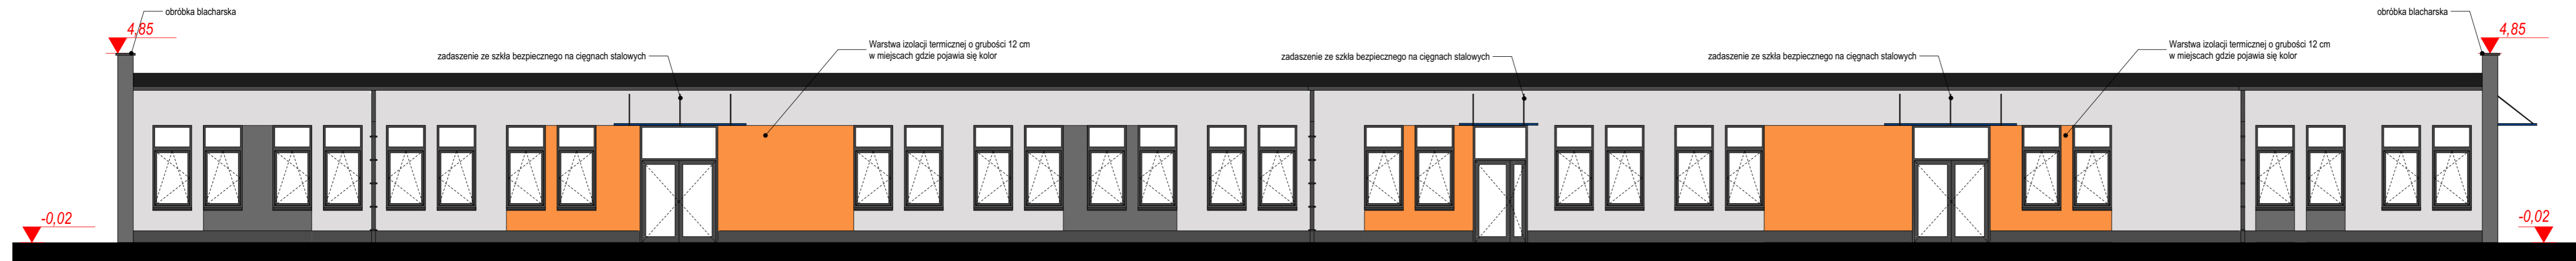 obróbka blacharska
4,85
zadaszenie ze szkła bezpiecznego na cięgnach stalowych
Warstwa izolacji termicznej o grubości 12 cm
w miejscach gdzie pojawia się kolor
zadaszenie ze szkła bezpiecznego na cięgnach stalowych
zadaszenie ze szkła bezpiecznego na cięgnach stalowych
Warstwa izolacji termicznej o grubości 12 cm
w miejscach gdzie pojawia się kolor
obróbka blacharska
4,85
-0,02
-0,02